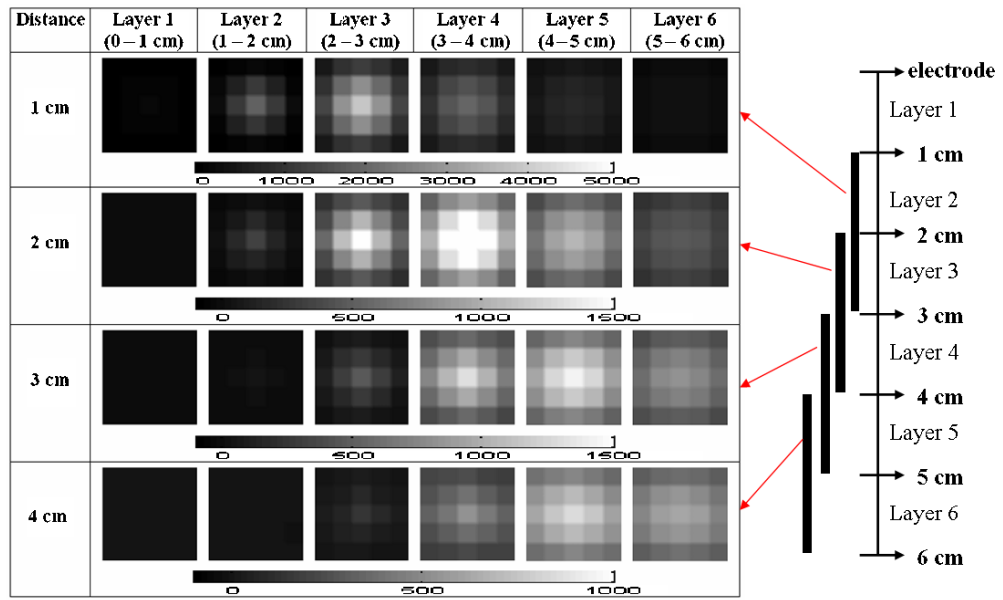 Distance Layer 1 Layer 2 Layer 3 Layer 4 Layer 5 Layer 6
(0 – 1 cm) (1 – 2 cm) (2 – 3 cm) (3 – 4 cm) (4 – 5 cm) (5 – 6 cm)
1 cm
0 1000 2000 3000 4000 5000
2 cm
0 500 1000 1500
3 cm
0 500 1000 1500
4 cm
0 500 1000
electrode
Layer 1
1 cm
Layer 2
2 cm
Layer 3
3 cm
Layer 4
4 cm
Layer 5
5 cm
Layer 6
6 cm